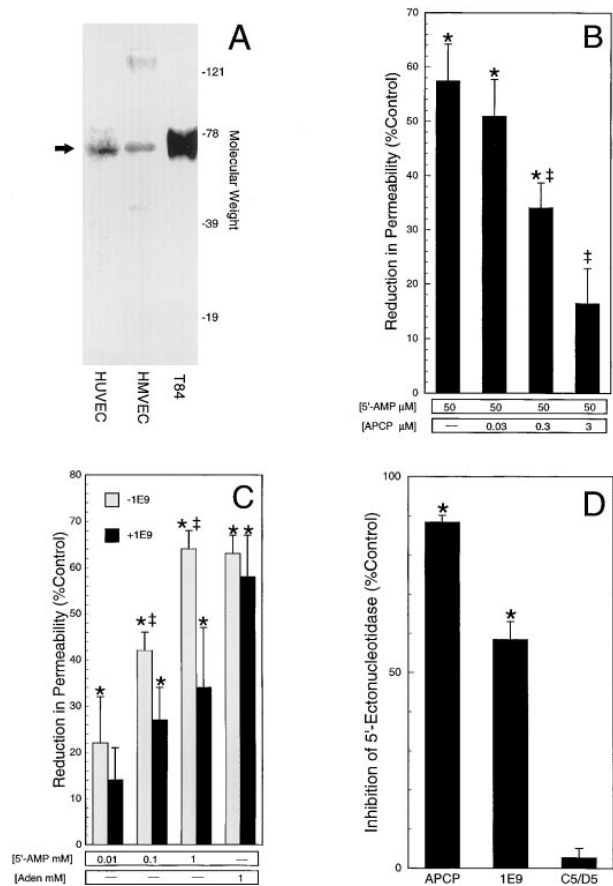 A
-121
-78
-39
-19
Molecular Weight
HUVEC
HMVEC
T84
B
Reduction in Permeability (%Control)
70
60
50
40
30
20
10
0
*
*
* ‡
‡
[5'-AMP μM] 50 50 50 50
[APCP μM] — 0.03 0.3 3
C
-1E9
+1E9
Reduction in Permeability (%Control)
80
70
60
50
40
30
20
10
0
*
*‡
*
*‡
*
*
*
[5'-AMP mM] 0.01 0.1 1 —
[Aden mM] — — — 1
D
Inhibition of 5'-Ectonucleotidase (%Control)
100
50
0
*
*
APCP 1E9 C5/D5